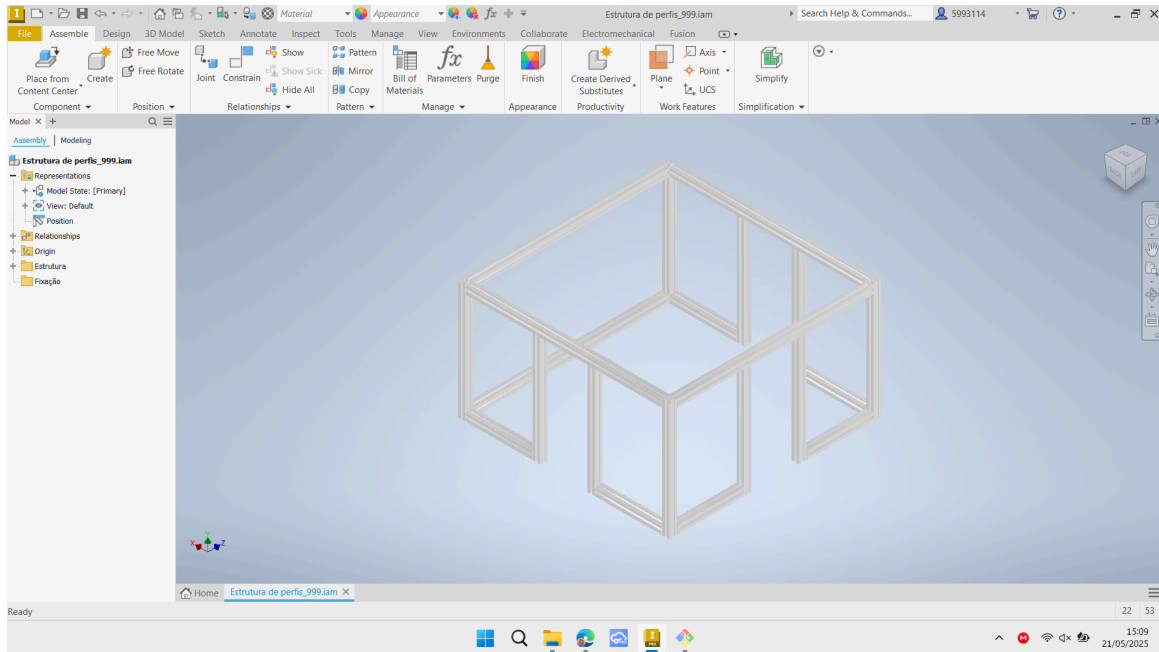 I PRO Material Appearance Estrutura de perfis_999.iam Search Help & Commands... 5993114
File Assemble Design 3D Model Sketch Annotate Inspect Tools Manage View Environments Collaborate Electromechanical Fusion
Place from Content Center
Create
Component
Free Move
Free Rotate
Position
Joint
Constrain
Show
Show Sick
Hide All
Relationships
Pattern
Mirror
Copy
Pattern
Bill of Materials
fx
Parameters
Purge
Manage
Finish
Appearance
Create Derived Substitutes
Productivity
Plane
Axis
Point
UCS
Work Features
Simplify
Simplification
Model
Assembly | Modeling
Estrutura de perfis_999.iam
Representations
Model State: [Primary]
View: Default
Position
Relationships
Origin
Estrutura
Fixação
X Y Z
Home Estrutura de perfis_999.iam
Ready 22 53
15:09
21/05/2025